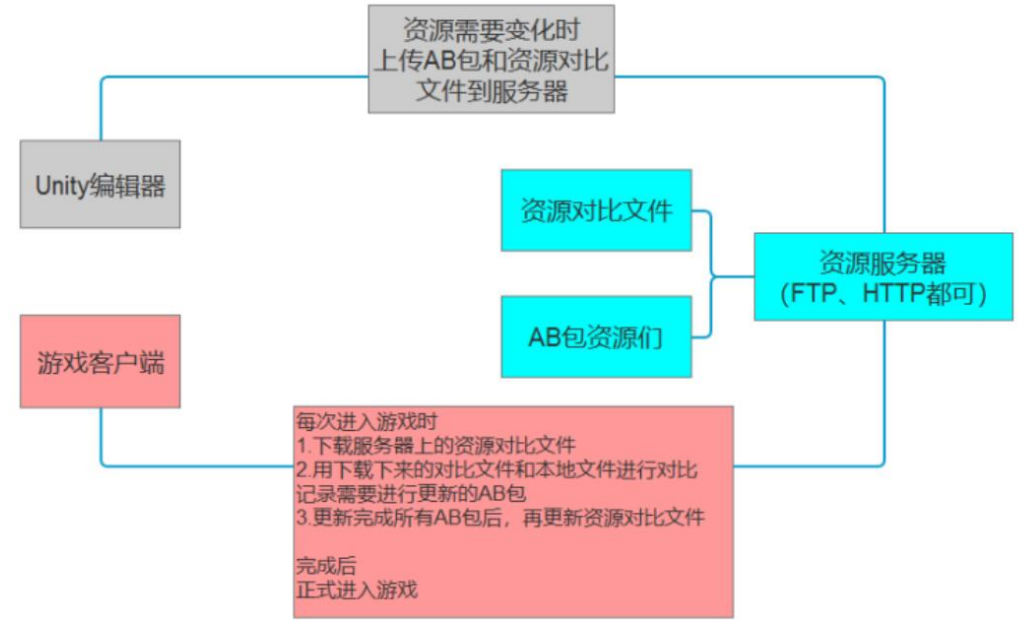 资源需要变化时
上传AB包和资源对比
文件到服务器
Unity编辑器
资源对比文件
资源服务器
（FTP、HTTP都可）
AB包资源们
游戏客户端
每次进入游戏时
1.下载服务器上的资源对比文件
2.用下载下来的对比文件和本地文件进行对比
记录需要进行更新的AB包
3.更新完成所有AB包后，再更新资源对比文件
完成后
正式进入游戏